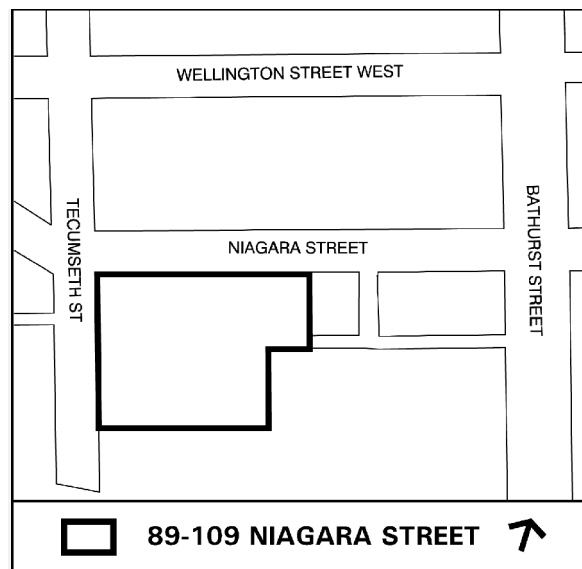 WELLINGTON STREET WEST
TECUMSETH ST
NIAGARA STREET
BATHURST STREET
89-109 NIAGARA STREET